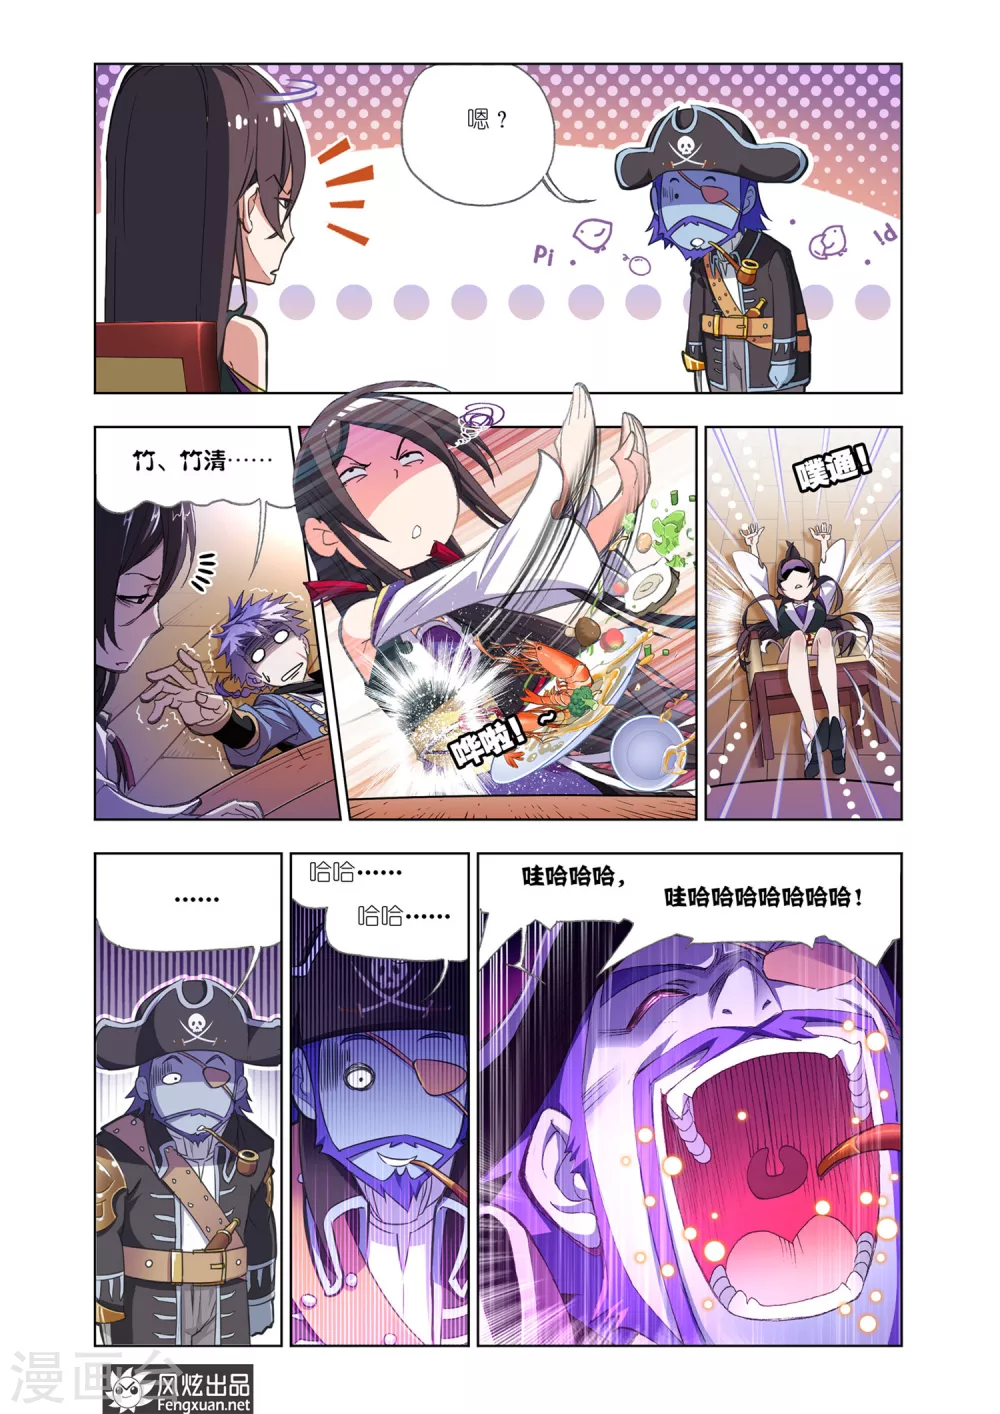 嗯？
Pi
Pi
竹、竹清……
哗啦！~
噗通！
……
哈哈……
哈哈……
哇哈哈哈，
哇哈哈哈哈哈哈哈！
漫画台
风炫出品
Fengxuan.net